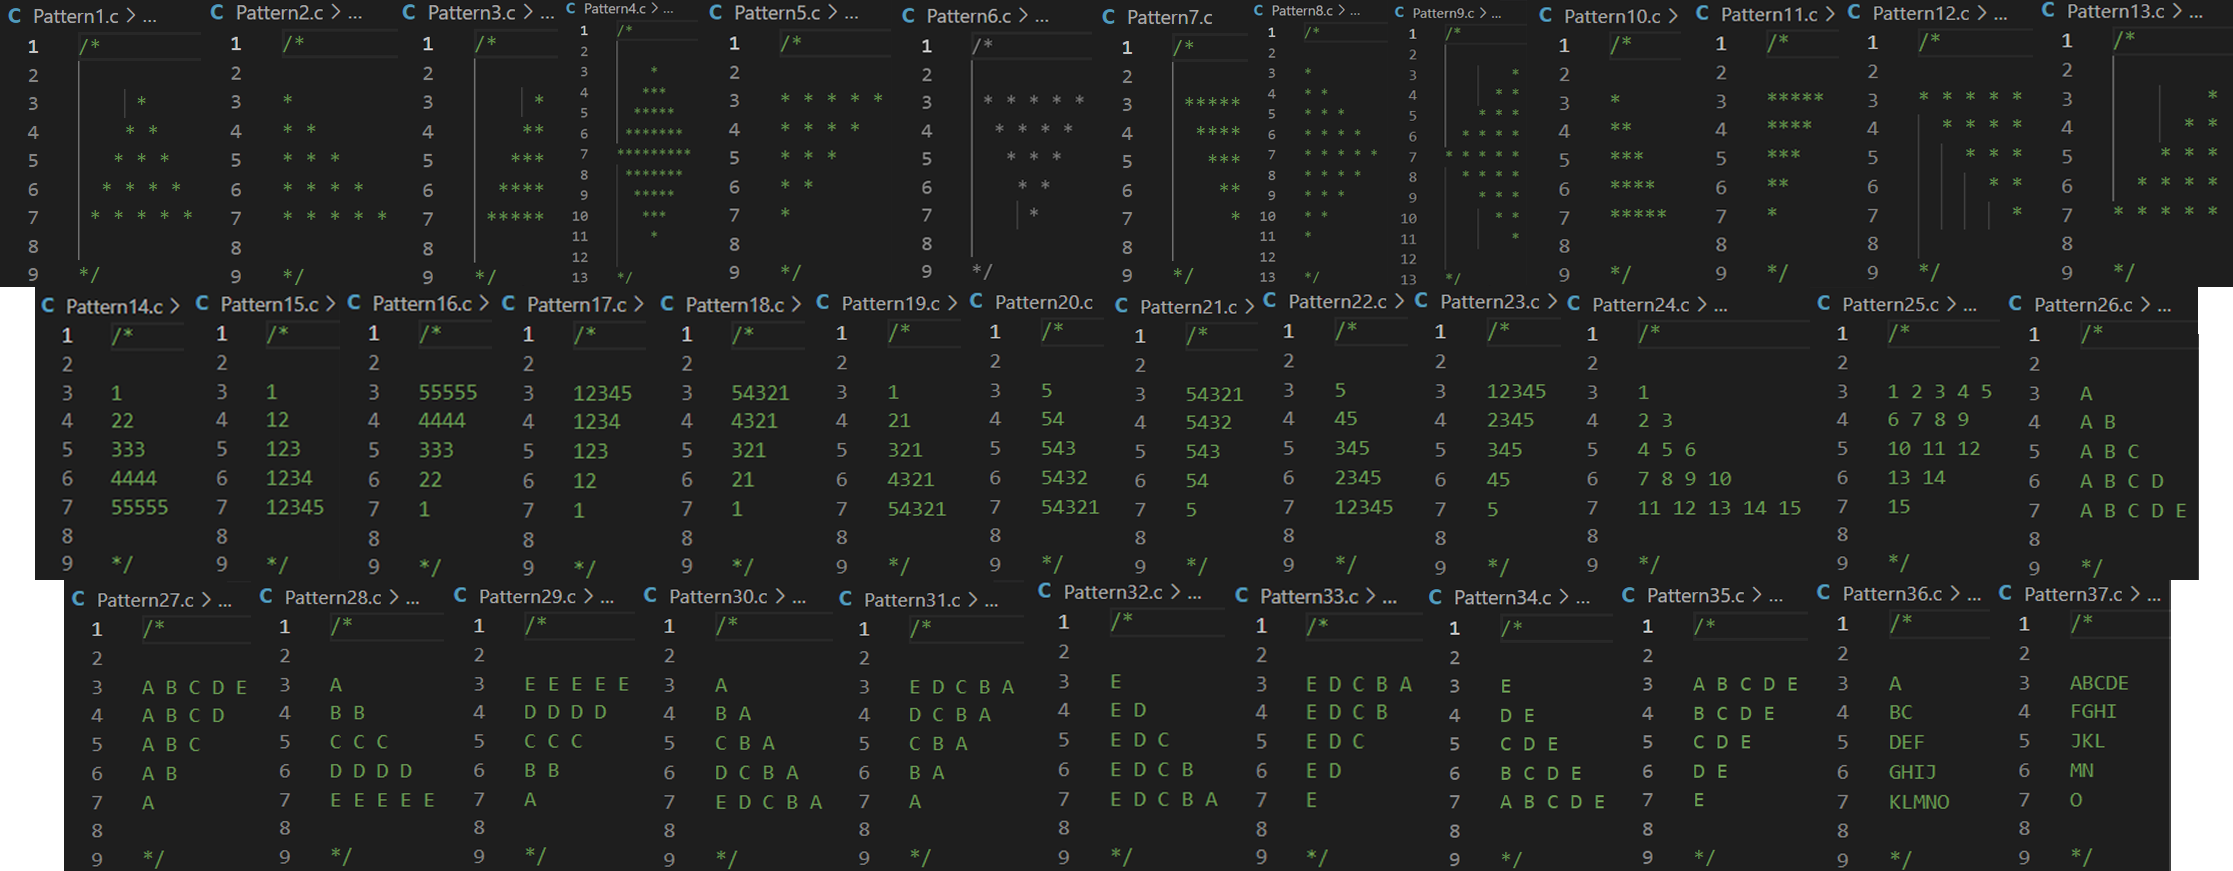 C Pattern1.c > ...
1 /*
2
3 *
4 * *
5 * * *
6 * * * *
7 * * * * *
8
9 */
C Pattern2.c > ...
1 /*
2
3 *
4 * *
5 * * *
6 * * * *
7 * * * * *
8
9 */
C Pattern3.c > ...
1 /*
2
3 *
4 **
5 ***
6 ****
7 *****
8
9 */
C Pattern4.c > ...
1 /*
2
3 *
4 ***
5 *****
6 *******
7 *********
8 *******
9 *****
10 ***
11 *
12
13 */
C Pattern5.c > ...
1 /*
2
3 * * * * *
4 * * * *
5 * * *
6 * *
7 *
8
9 */
C Pattern6.c > ...
1 /*
2
3 * * * * *
4 * * * *
5 * * *
6 * *
7 *
8
9 */
C Pattern7.c
1 /*
2
3 *****
4 ****
5 ***
6 **
7 *
8
9 */
C Pattern8.c > ...
1 /*
2
3 *
4 * *
5 * * *
6 * * * *
7 * * * * *
8 * * * *
9 * * *
10 * *
11 *
12
13 */
C Pattern9.c > ...
1 /*
2
3 *
4 * *
5 * * *
6 * * * *
7 * * * * *
8 * * * *
9 * * *
10 * *
11 *
12
13 */
C Pattern10.c >
1 /*
2
3 *
4 **
5 ***
6 ****
7 *****
8
9 */
C Pattern11.c >
1 /*
2
3 *****
4 ****
5 ***
6 **
7 *
8
9 */
C Pattern12.c > ...
1 /*
2
3 * * * * *
4 * * * *
5 * * *
6 * *
7 *
8
9 */
C Pattern13.c > ...
1 /*
2
3 *
4 * *
5 * * *
6 * * * *
7 * * * * *
8
9 */
C Pattern14.c >
1 /*
2
3 1
4 22
5 333
6 4444
7 55555
8
9 */
C Pattern15.c >
1 /*
2
3 1
4 12
5 123
6 1234
7 12345
8
9 */
C Pattern16.c >
1 /*
2
3 55555
4 4444
5 333
6 22
7 1
8
9 */
C Pattern17.c >
1 /*
2
3 12345
4 1234
5 123
6 12
7 1
8
9 */
C Pattern18.c >
1 /*
2
3 54321
4 4321
5 321
6 21
7 1
8
9 */
C Pattern19.c >
1 /*
2
3 1
4 21
5 321
6 4321
7 54321
8
9 */
C Pattern20.c
1 /*
2
3 5
4 54
5 543
6 5432
7 54321
8
9 */
C Pattern21.c >
1 /*
2
3 54321
4 5432
5 543
6 54
7 5
8
9 */
C Pattern22.c >
1 /*
2
3 5
4 45
5 345
6 2345
7 12345
8
9 */
C Pattern23.c >
1 /*
2
3 12345
4 2345
5 345
6 45
7 5
8
9 */
C Pattern24.c > ...
1 /*
2
3 1
4 2 3
5 4 5 6
6 7 8 9 10
7 11 12 13 14 15
8
9 */
C Pattern25.c > ...
1 /*
2
3 1 2 3 4 5
4 6 7 8 9
5 10 11 12
6 13 14
7 15
8
9 */
C Pattern26.c > ...
1 /*
2
3 A
4 A B
5 A B C
6 A B C D
7 A B C D E
8
9 */
C Pattern27.c > ...
1 /*
2
3 A B C D E
4 A B C D
5 A B C
6 A B
7 A
8
9 */
C Pattern28.c > ...
1 /*
2
3 A
4 B B
5 C C C
6 D D D D
7 E E E E E
8
9 */
C Pattern29.c > ...
1 /*
2
3 E E E E E
4 D D D D
5 C C C
6 B B
7 A
8
9 */
C Pattern30.c > ...
1 /*
2
3 A
4 B A
5 C B A
6 D C B A
7 E D C B A
8
9 */
C Pattern31.c > ...
1 /*
2
3 E D C B A
4 D C B A
5 C B A
6 B A
7 A
8
9 */
C Pattern32.c > ...
1 /*
2
3 E
4 E D
5 E D C
6 E D C B
7 E D C B A
8
9 */
C Pattern33.c > ...
1 /*
2
3 E D C B A
4 E D C B
5 E D C
6 E D
7 E
8
9 */
C Pattern34.c > ...
1 /*
2
3 E
4 D E
5 C D E
6 B C D E
7 A B C D E
8
9 */
C Pattern35.c > ...
1 /*
2
3 A B C D E
4 B C D E
5 C D E
6 D E
7 E
8
9 */
C Pattern36.c > ...
1 /*
2
3 A
4 BC
5 DEF
6 GHIJ
7 KLMNO
8
9 */
C Pattern37.c > ...
1 /*
2
3 ABCDE
4 FGHI
5 JKL
6 MN
7 O
8
9 */